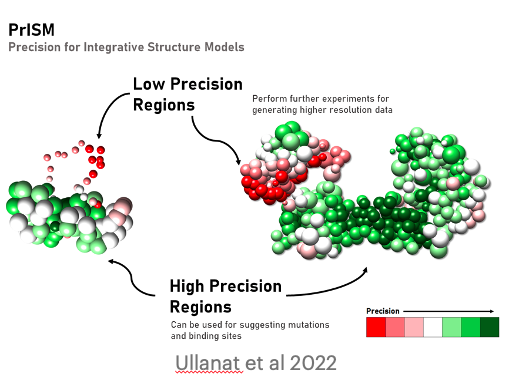 PrISM
Precision for Integrative Structure Models
Low Precision
Regions
Perform further experiments for
generating higher resolution data
High Precision
Regions
Can be used for suggesting mutations
and binding sites
Precision
Ullanat et al 2022